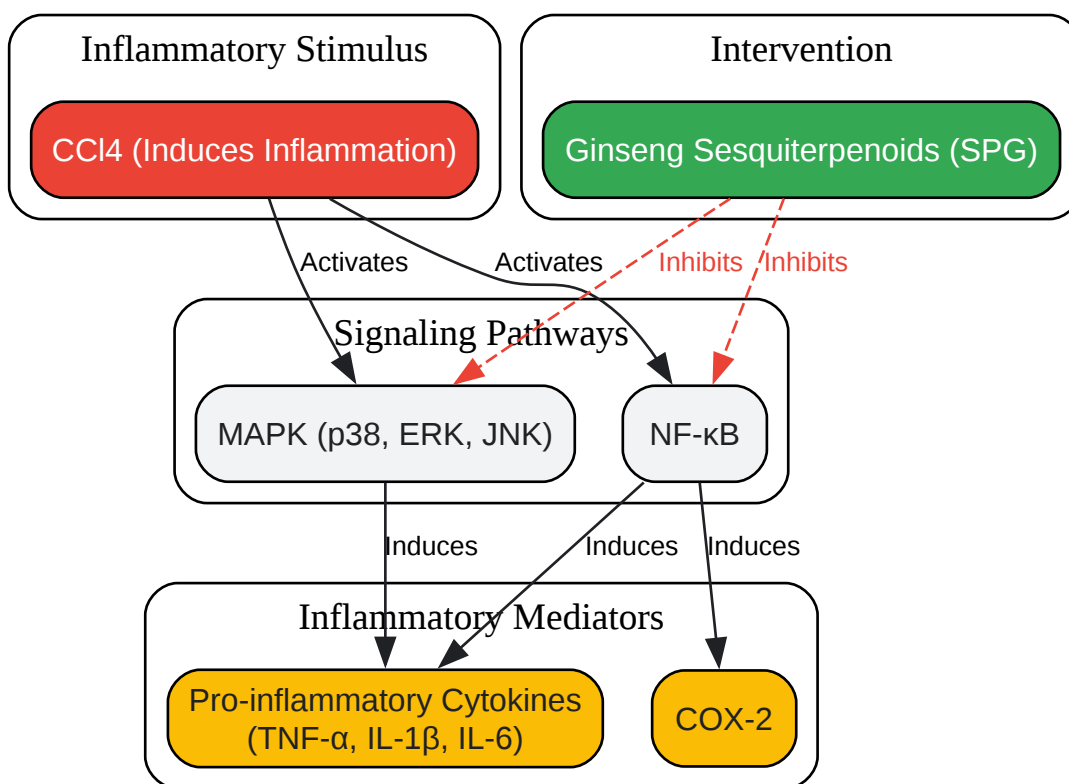 Inflammatory Stimulus
Intervention
CCl4 (Induces Inflammation)
Ginseng Sesquiterpenoids (SPG)
Activates
Activates
Inhibits
Inhibits
Signaling Pathways
MAPK (p38, ERK, JNK)
NF-κB
Induces
Induces
Induces
Inflammatory Mediators
Pro-inflammatory Cytokines
(TNF-α, IL-1β, IL-6)
COX-2